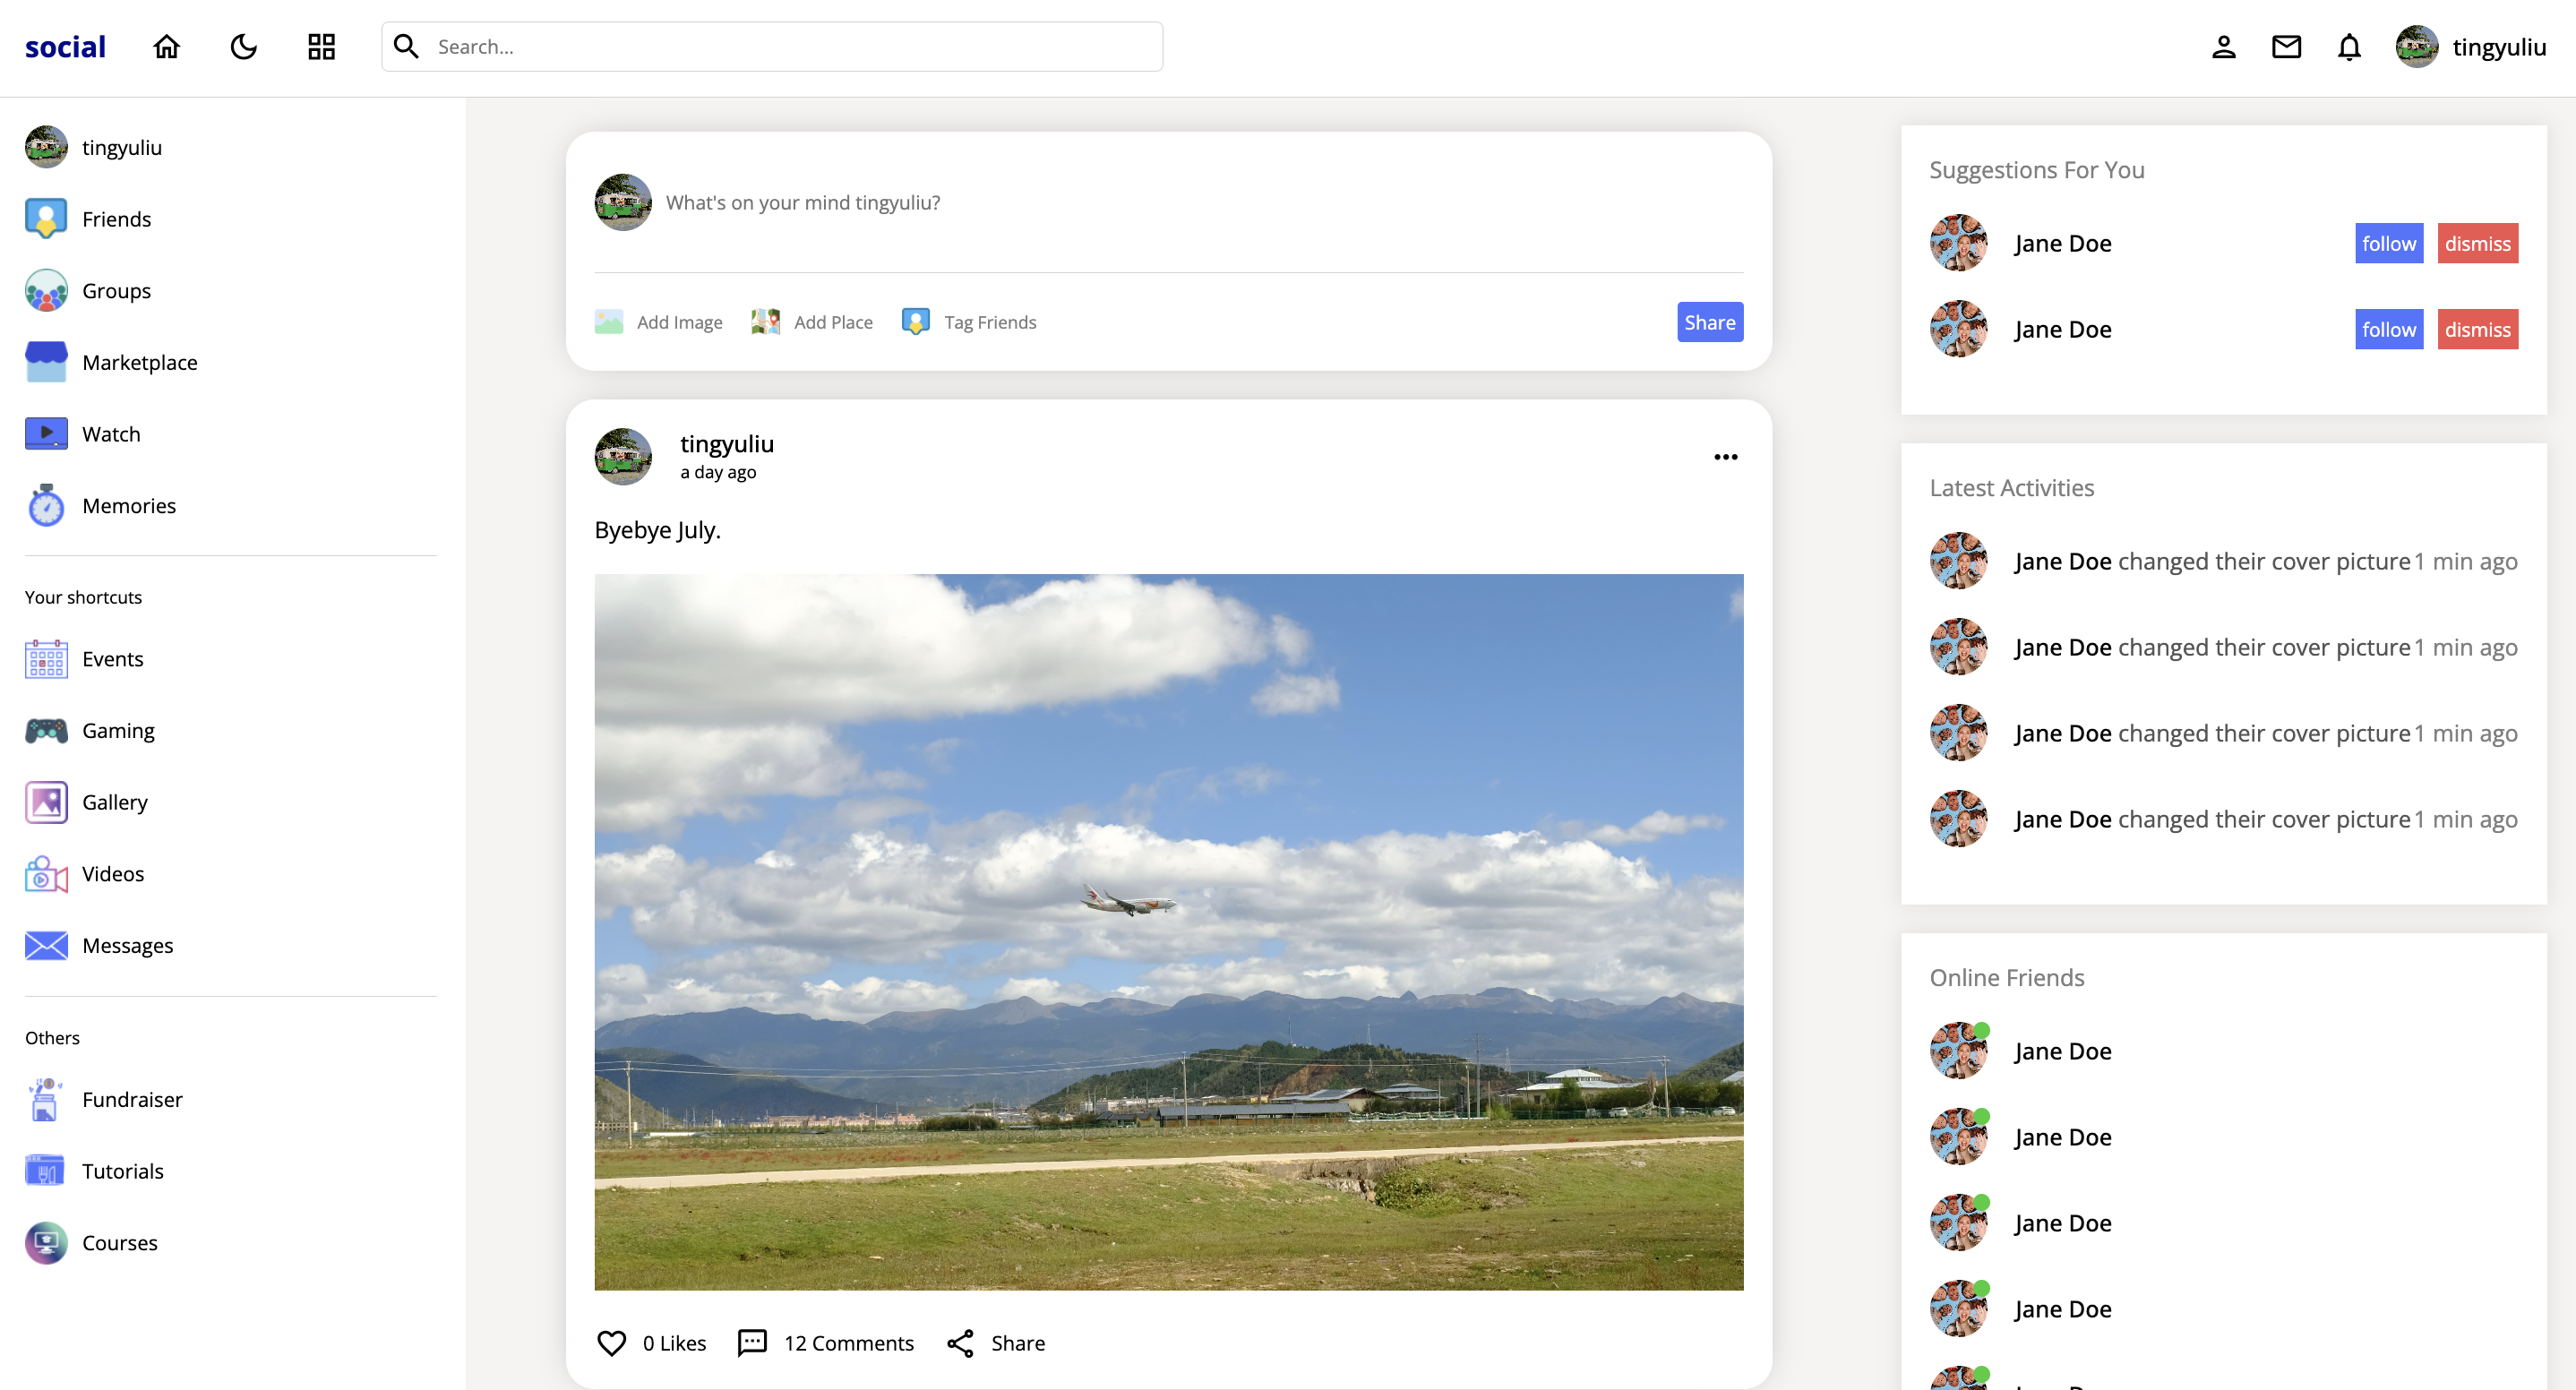 social
Search...
tingyuliu
tingyuliu
Friends
Groups
Marketplace
Watch
Memories
Your shortcuts
Events
Gaming
Gallery
Videos
Messages
Others
Fundraiser
Tutorials
Courses
What's on your mind tingyuliu?
Add Image
Add Place
Tag Friends
Share
tingyuliu
a day ago
Byebye July.
0 Likes
12 Comments
Share
Suggestions For You
Jane Doe follow dismiss
Jane Doe follow dismiss
Latest Activities
Jane Doe changed their cover picture 1 min ago
Jane Doe changed their cover picture 1 min ago
Jane Doe changed their cover picture 1 min ago
Jane Doe changed their cover picture 1 min ago
Online Friends
Jane Doe
Jane Doe
Jane Doe
Jane Doe